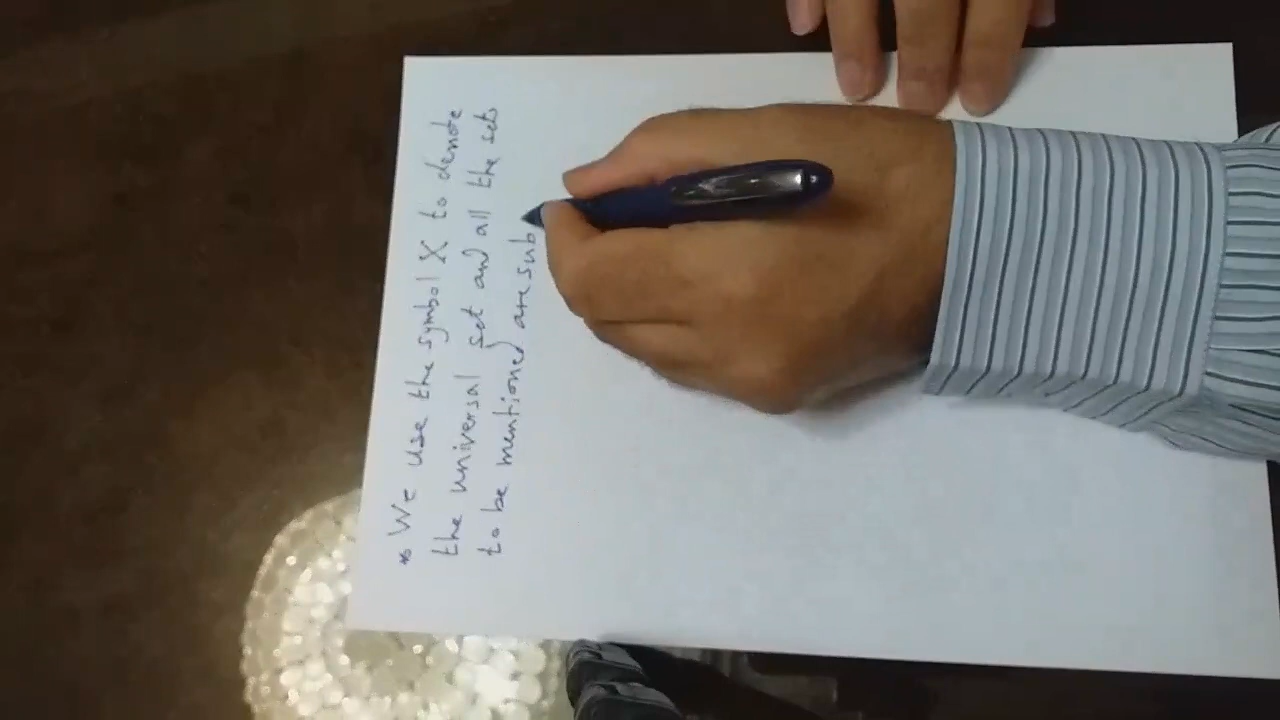 * We use the symbol X to denote
the universal set and all the sets
to be mentioned are sub